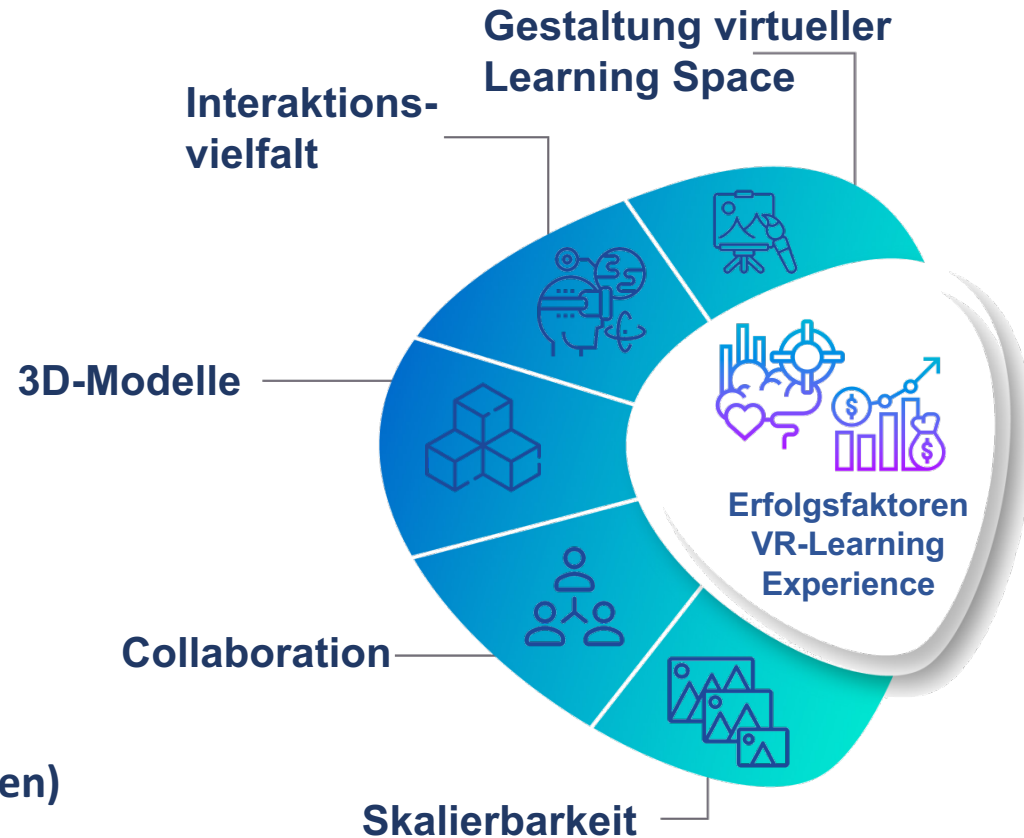 Gestaltung virtueller
Learning Space
Interaktions-
vielfalt
3D-Modelle
Erfolgsfaktoren
VR-Learning
Experience
Collaboration
en)
Skalierbarkeit